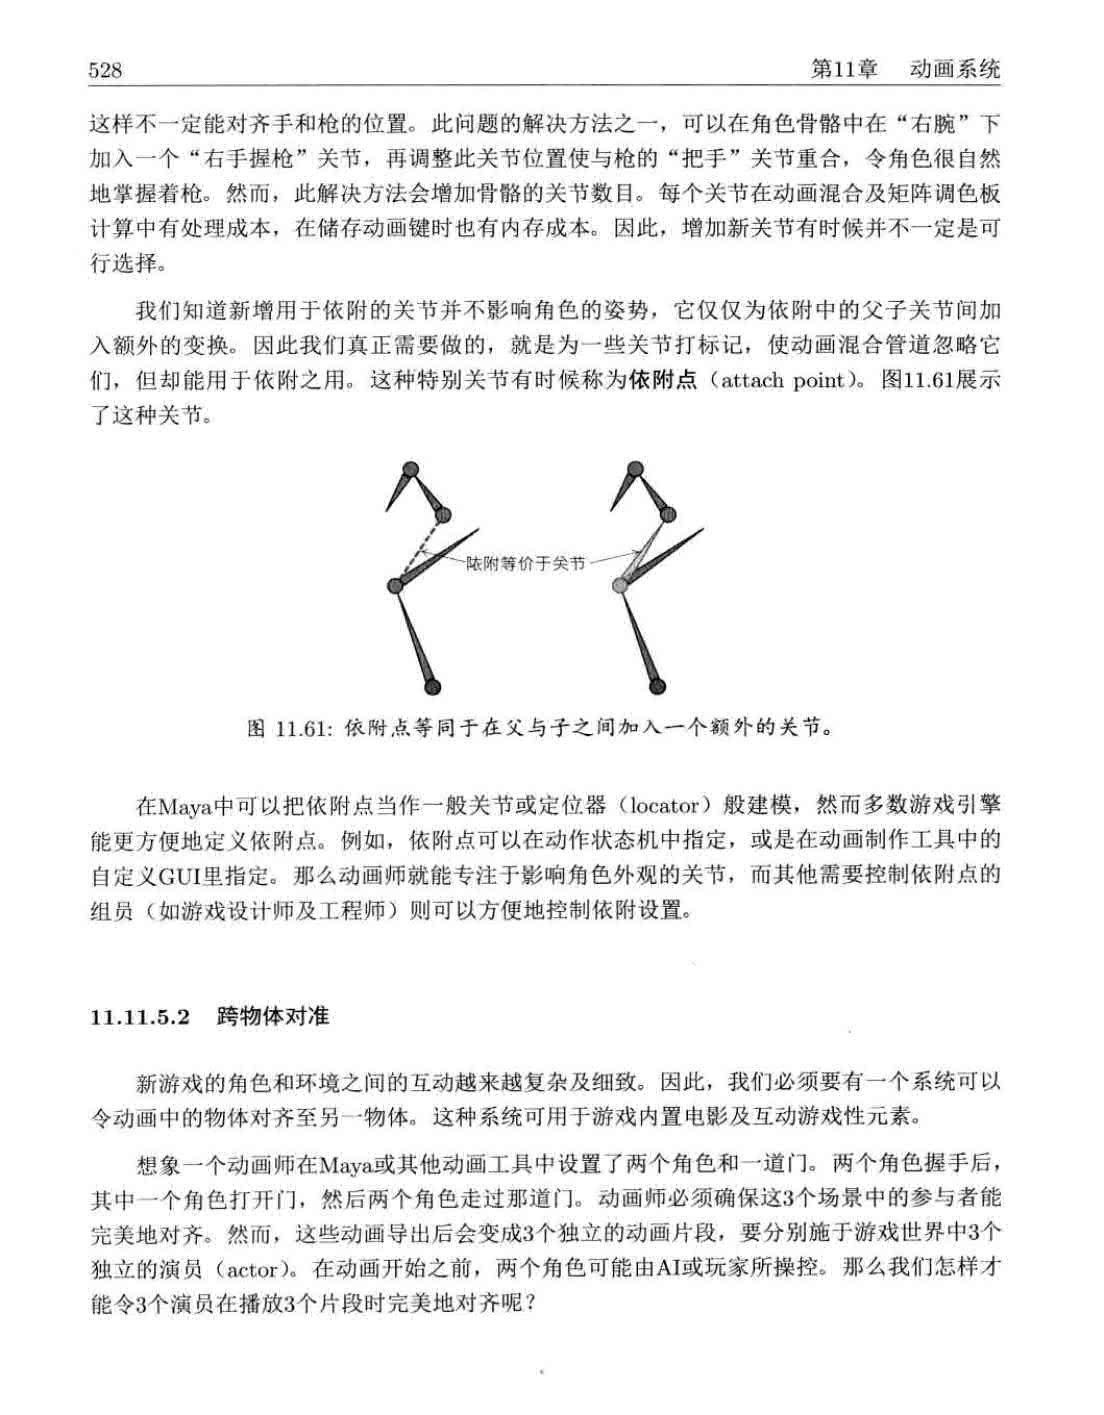 528 第11章 动画系统
这样不一定能对齐手和枪的位置。此问题的解决方法之一，可以在角色骨骼中在“右腕”下
加入一个“右手握枪”关节，再调整此关节位置使与枪的“把手”关节重合，令角色很自然
地掌握着枪。然而，此解决方法会增加骨骼的关节数目。每个关节在动画混合及矩阵调色板
计算中有处理成本，在储存动画键时也有内存成本。因此，增加新关节有时候并不一定是可
行选择。
我们知道新增用于依附的关节并不影响角色的姿势，它仅仅为依附中的父子关节间加
入额外的变换。因此我们真正需要做的，就是为一些关节打标记，使动画混合管道忽略它
们，但却能用于依附之用。这种特别关节有时候称为依附点（attach point）。图11.61展示
了这种关节。
依附等价于关节
图 11.61: 依附点等同于在父与子之间加入一个额外的关节。
在Maya中可以把依附点当作一般关节或定位器（locator）般建模，然而多数游戏引擎
能更方便地定义依附点。例如，依附点可以在动作状态机中指定，或是在动画制作工具中的
自定义GUI里指定。那么动画师就能专注于影响角色外观的关节，而其他需要控制依附点的
组员（如游戏设计师及工程师）则可以方便地控制依附设置。
11.11.5.2 跨物体对准
新游戏的角色和环境之间的互动越来越复杂及细致。因此，我们必须要有一个系统可以
令动画中的物体对齐至另一物体。这种系统可用于游戏内置电影及互动游戏性元素。
想象一个动画师在Maya或其他动画工具中设置了两个角色和一道门。两个角色握手后，
其中一个角色打开门，然后两个角色走过那道门。动画师必须确保这3个场景中的参与者能
完美地对齐。然而，这些动画导出后会变成3个独立的动画片段，要分别施于游戏世界中3个
独立的演员（actor）。在动画开始之前，两个角色可能由AI或玩家所操控。那么我们怎样才
能令3个演员在播放3个片段时完美地对齐呢？